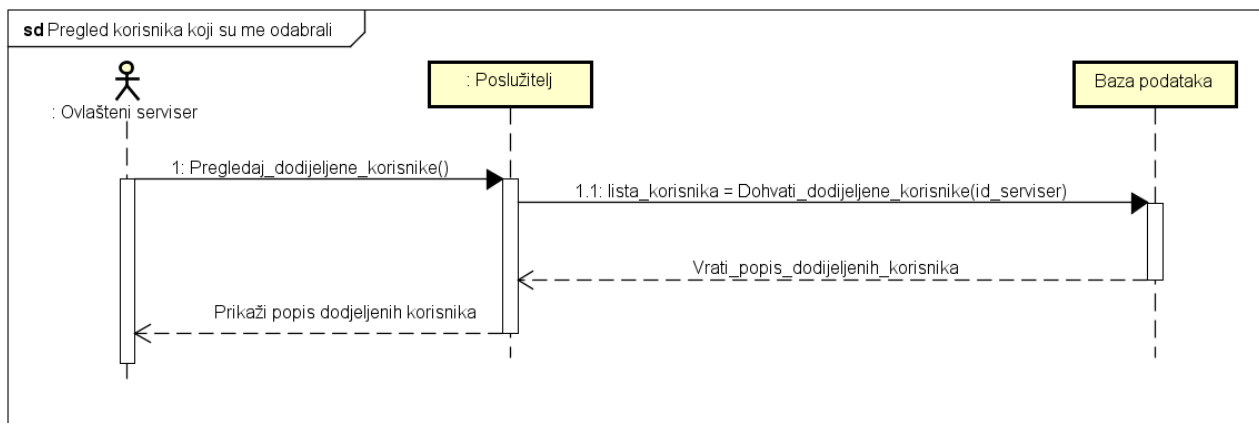 sd Pregled korisnika koji su me odabrali
: Ovlašteni serviser
: Poslužitelj
Baza podataka
1: Pregledaj_dodijeljene_korisnike()
1.1: lista_korisnika = Dohvati_dodijeljene_korisnike(id_serviser)
Vrati_popis_dodijeljenih_korisnika
Prikaži popis dodjeljenih korisnika